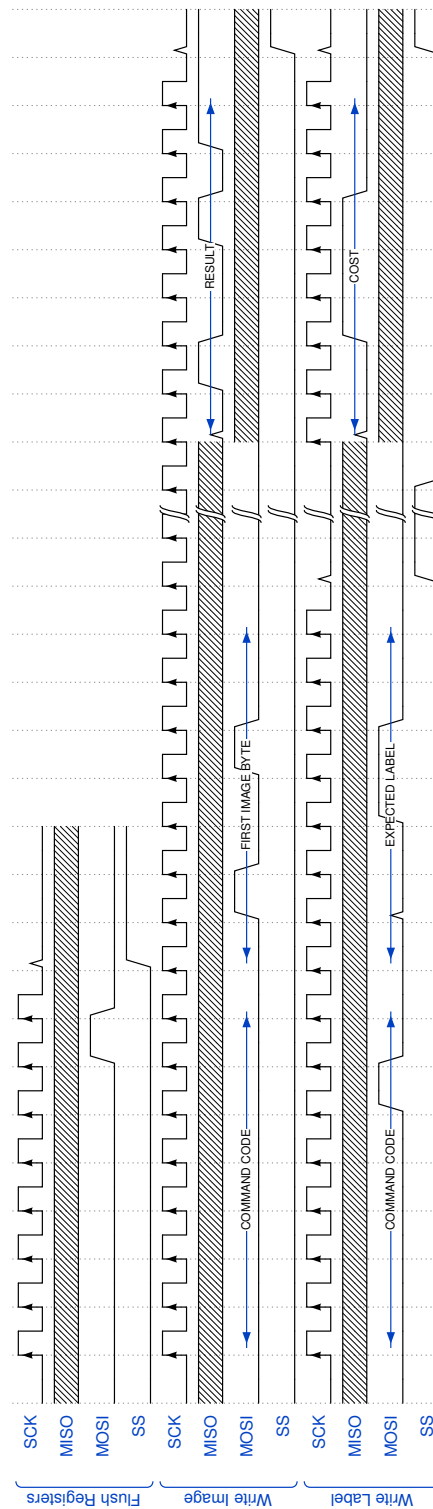 Flush Registers
SCK
MISO
MOSI
SS
Write Image
SCK
MISO
RESULT
MOSI
COMMAND CODE
FIRST IMAGE BYTE
SS
Write Label
SCK
MISO
COST
MOSI
COMMAND CODE
EXPECTED LABEL
SS